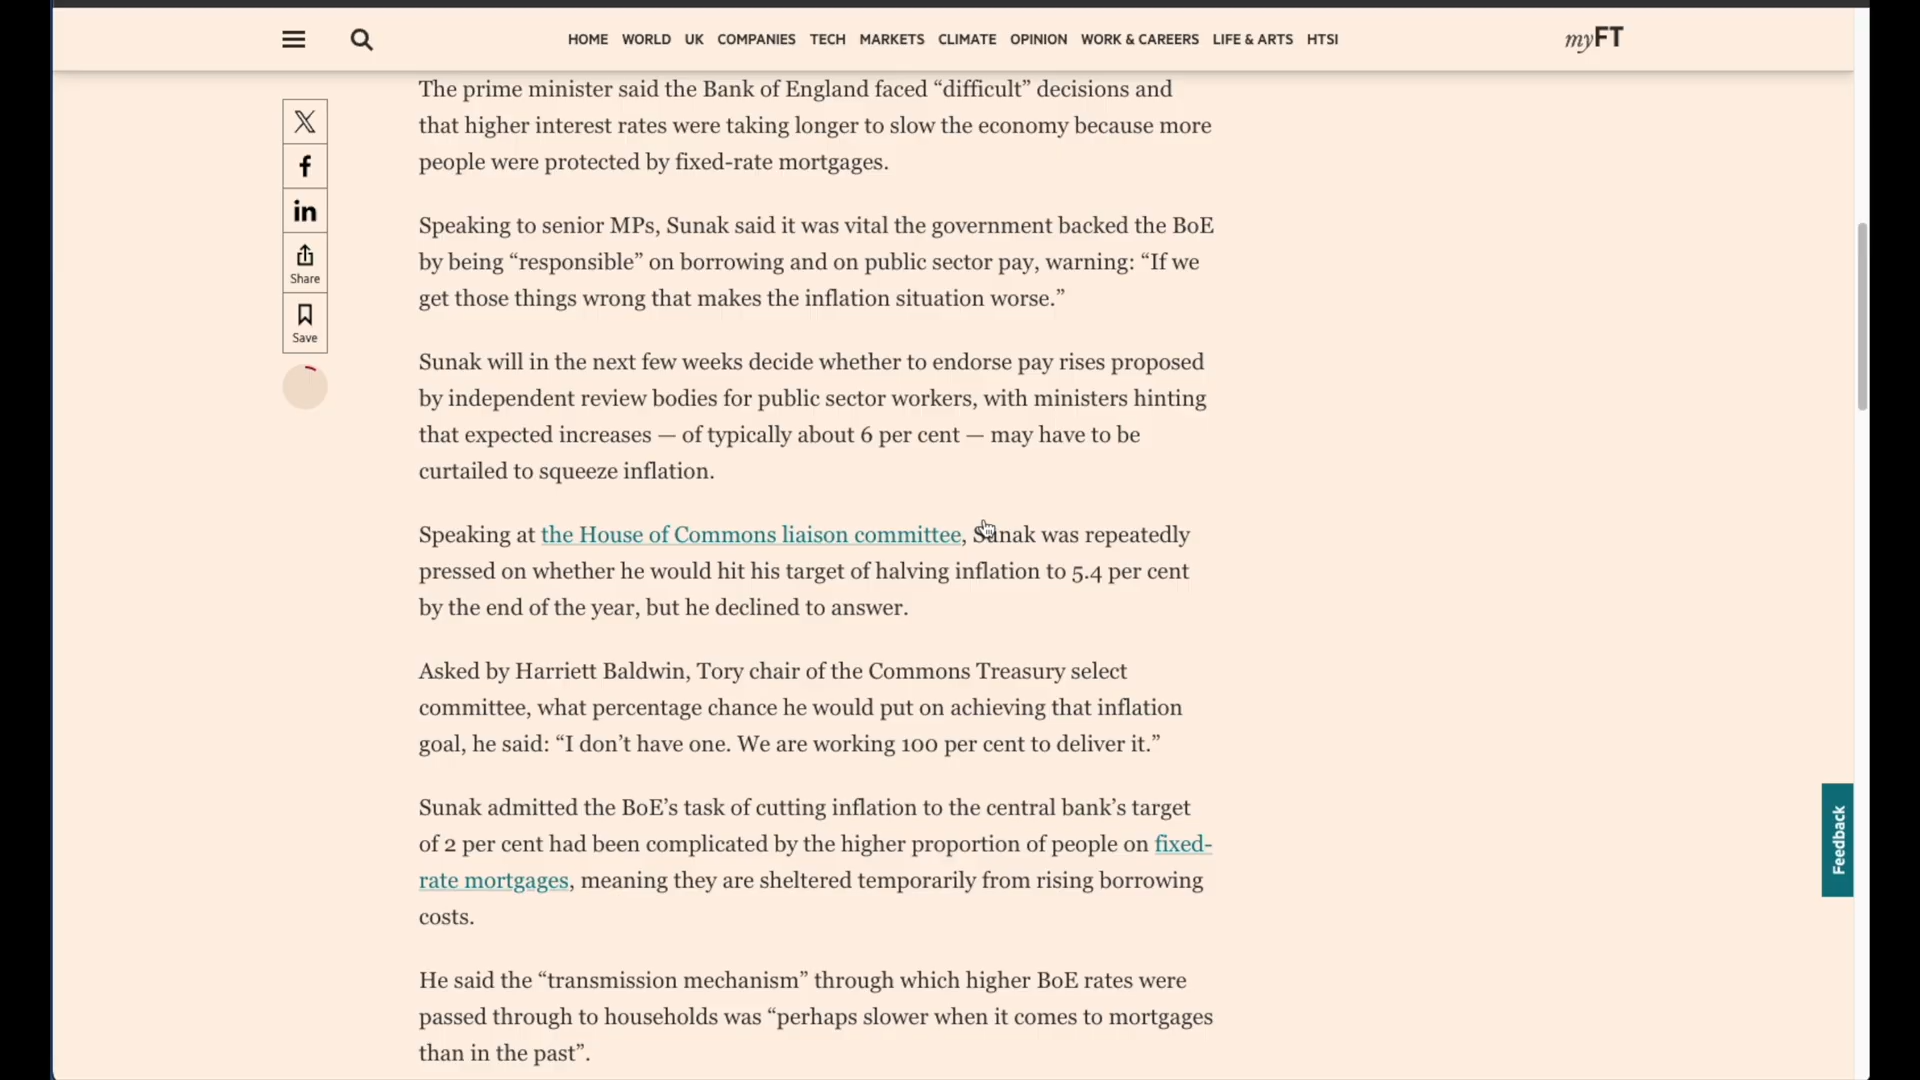 HOME WORLD UK COMPANIES TECH MARKETS CLIMATE OPINION WORK & CAREERS LIFE & ARTS HTSI
myFT
The prime minister said the Bank of England faced “difficult” decisions and
that higher interest rates were taking longer to slow the economy because more
people were protected by fixed-rate mortgages.
Speaking to senior MPs, Sunak said it was vital the government backed the BoE
by being “responsible” on borrowing and on public sector pay, warning: “If we
get those things wrong that makes the inflation situation worse.”
Share
Save
Sunak will in the next few weeks decide whether to endorse pay rises proposed
by independent review bodies for public sector workers, with ministers hinting
that expected increases — of typically about 6 per cent — may have to be
curtailed to squeeze inflation.
Speaking at the House of Commons liaison committee, Sunak was repeatedly
pressed on whether he would hit his target of halving inflation to 5.4 per cent
by the end of the year, but he declined to answer.
Asked by Harriett Baldwin, Tory chair of the Commons Treasury select
committee, what percentage chance he would put on achieving that inflation
goal, he said: “I don’t have one. We are working 100 per cent to deliver it.”
Sunak admitted the BoE’s task of cutting inflation to the central bank’s target
of 2 per cent had been complicated by the higher proportion of people on fixed-
rate mortgages, meaning they are sheltered temporarily from rising borrowing
costs.
Feedback
He said the “transmission mechanism” through which higher BoE rates were
passed through to households was “perhaps slower when it comes to mortgages
than in the past”.